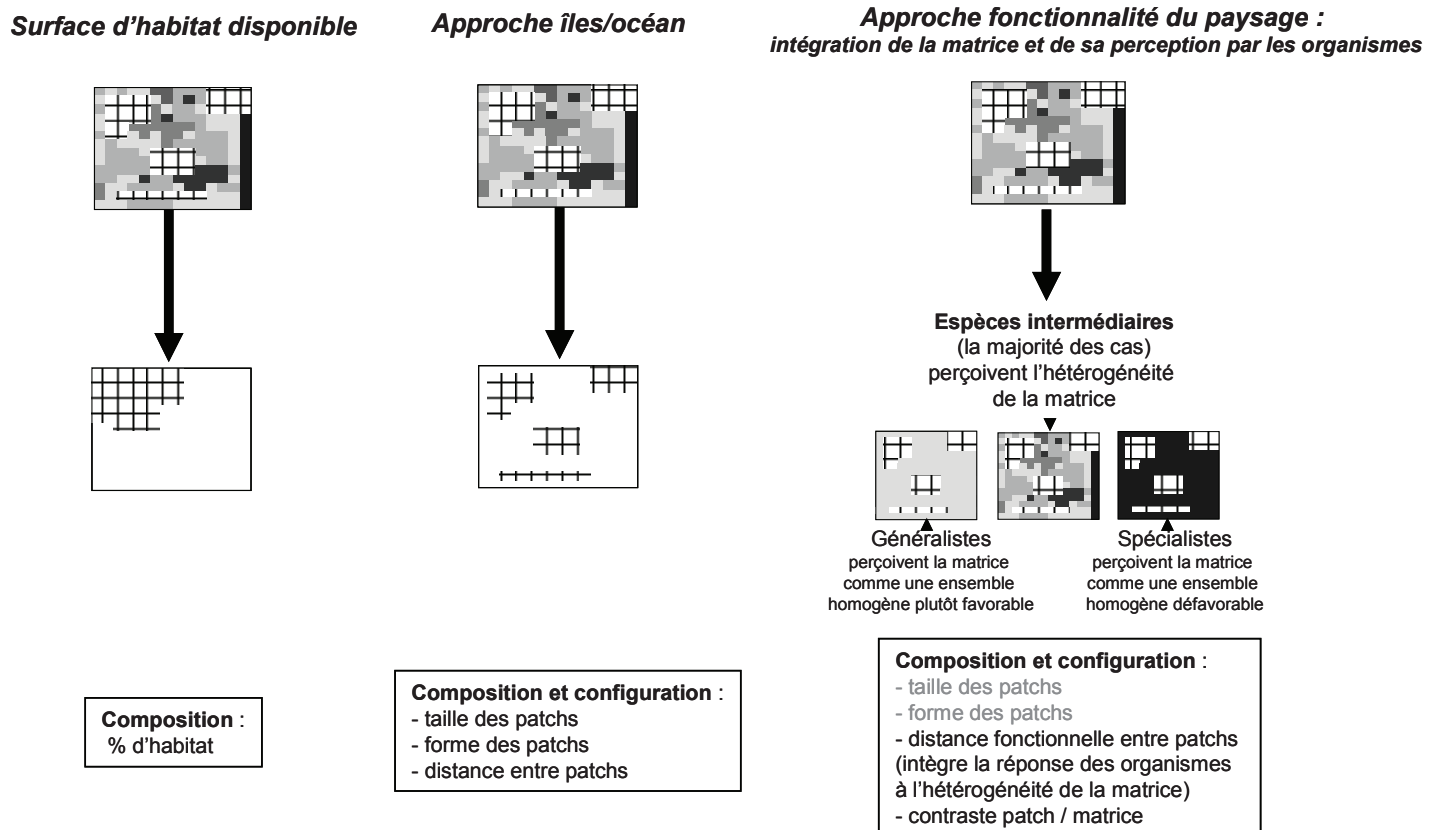 Surface d'habitat disponible
Approche îles/océan
Approche fonctionnalité du paysage :
intégration de la matrice et de sa perception par les organismes
Espèces intermédiaires
(la majorité des cas)
perçoivent l'hétérogénéité
de la matrice
Généralistes
perçoivent la matrice
comme une ensemble
homogène plutôt favorable
Spécialistes
perçoivent la matrice
comme une ensemble
homogène défavorable
Composition :
% d'habitat
Composition et configuration :
- taille des patchs
- forme des patchs
- distance entre patchs
Composition et configuration :
- taille des patchs
- forme des patchs
- distance fonctionnelle entre patchs
(intègre la réponse des organismes
à l'hétérogénéité de la matrice)
- contraste patch / matrice